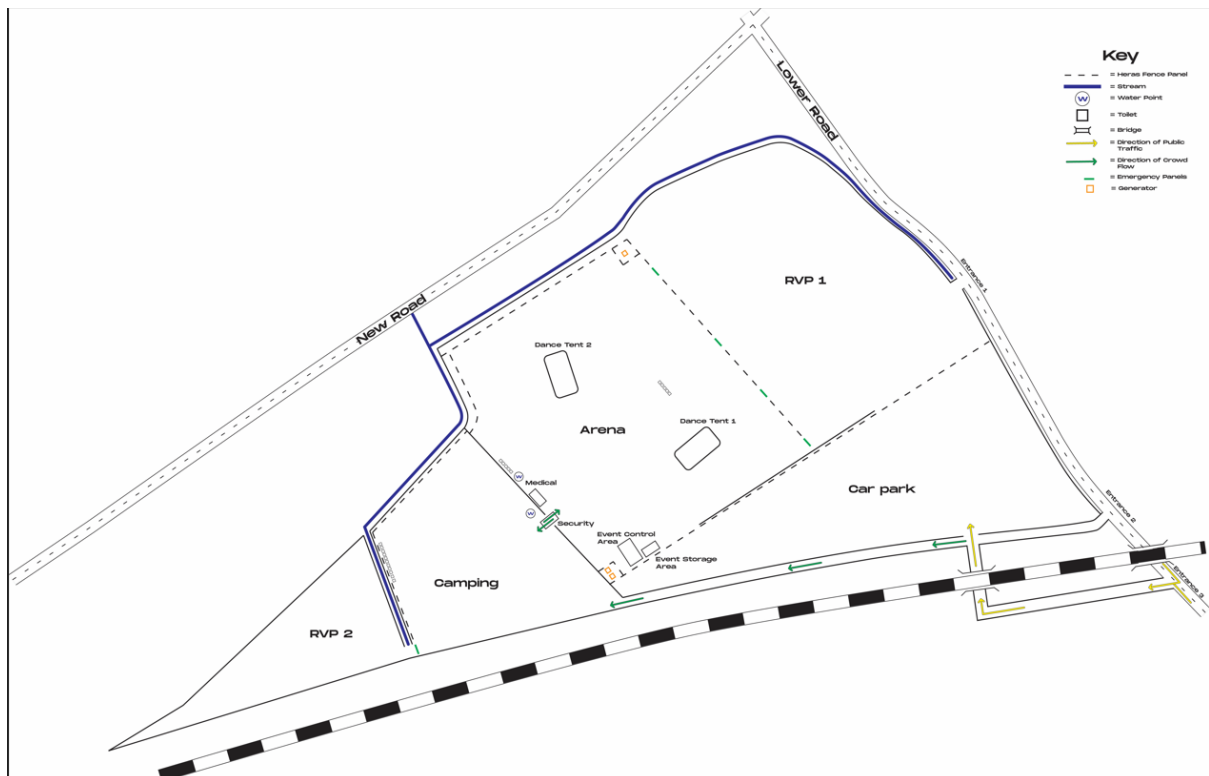 Key
= Heras Fence Panel
= Stream
W = Water Point
= Toilet
= Bridge
= Direction of Public
Traffic
= Direction of Crowd
Flow
= Emergency Panels
= Generator
Lower Road
New Road
Entrance 1
RVP 1
Dance Tent 2
Arena
Dance Tent 1
Car park
W
Medical
W
Security
Entrance 2
Event Control
Area
Event Storage
Area
Camping
Entrance 3
RVP 2